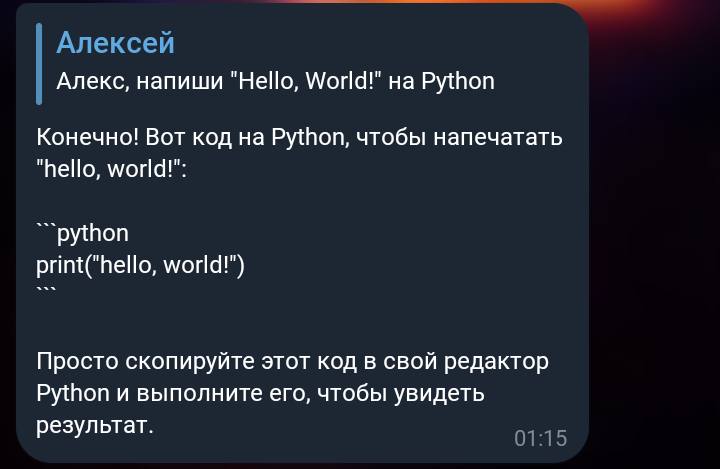 Алексей
Алекс, напиши "Hello, World!" на Python
Конечно! Вот код на Python, чтобы напечатать
"hello, world!":
```python
print("hello, world!")
```
Просто скопируйте этот код в свой редактор
Python и выполните его, чтобы увидеть
результат.
01:15